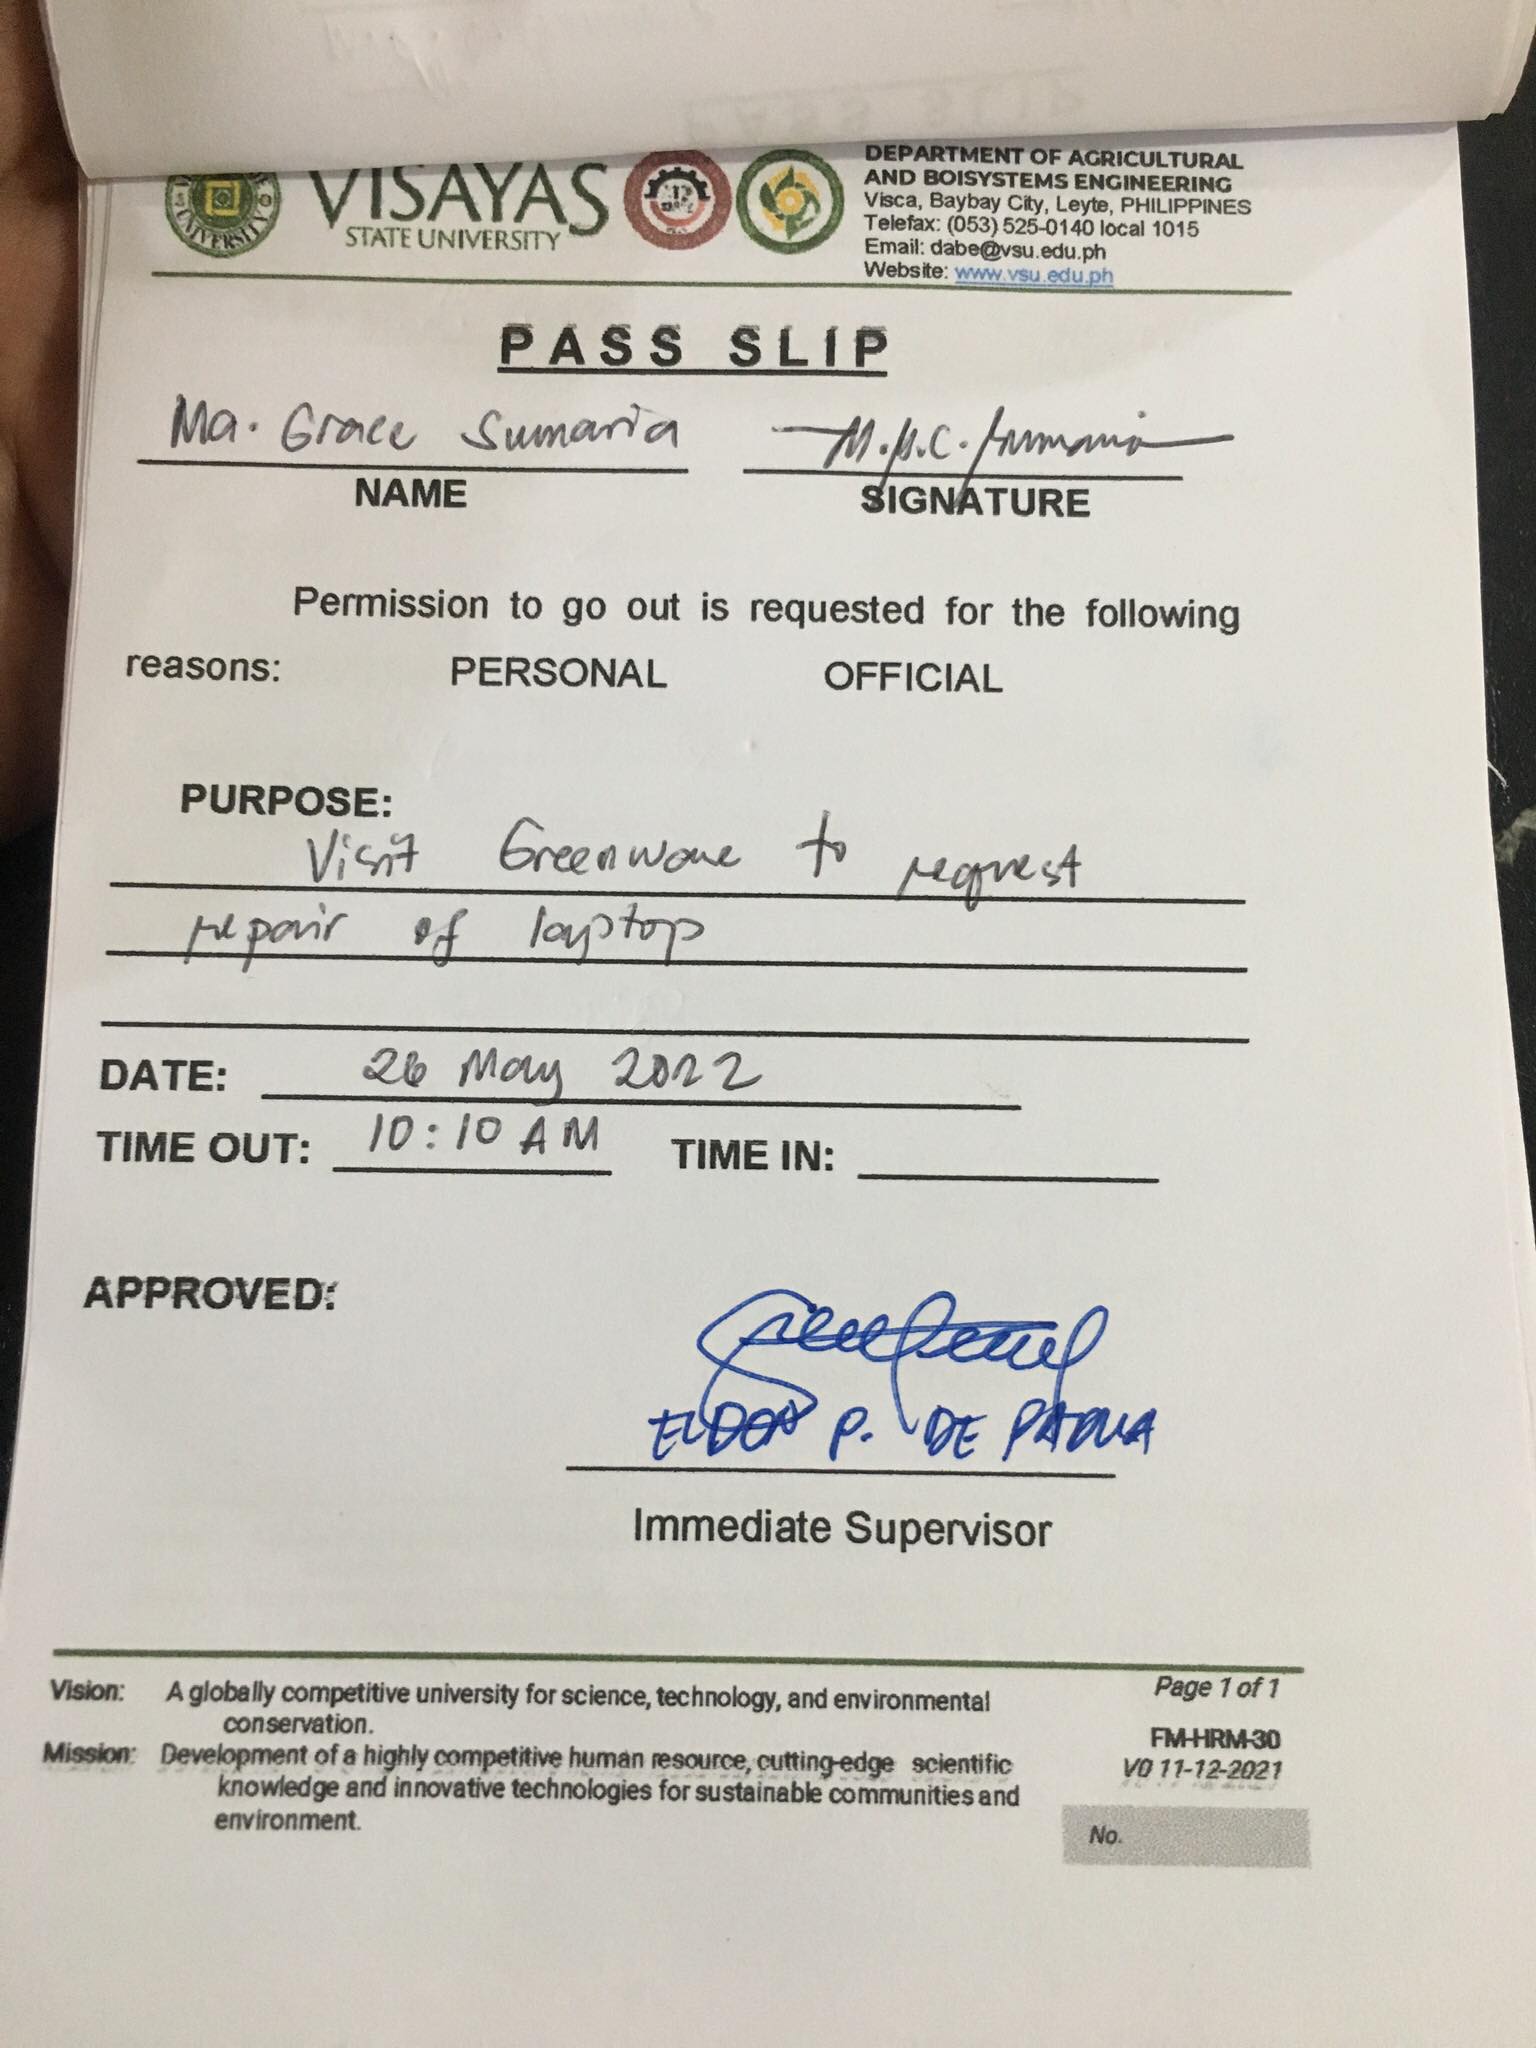 VISAYAS
STATE UNIVERSITY
UNIVERSITY
DEPARTMENT OF AGRICULTURAL
AND BOISYSTEMS ENGINEERING
Visca, Baybay City, Leyte, PHILIPPINES
Telefax: (053) 525-0140 local 1015
Email: dabe@vsu.edu.ph
Website: www.vsu.edu.ph
PASS SLIP
Ma. Grace Sumaria M.G.C. Sumaria
NAME SIGNATURE
Permission to go out is requested for the following
reasons: PERSONAL OFFICIAL
PURPOSE:
Visit Greenwave to request
repair of laptop
DATE: 26 May 2022
TIME OUT: 10:10 AM TIME IN:
APPROVED:
ELDON P. DE PADUA
Immediate Supervisor
Vision: A globally competitive university for science, technology, and environmental
conservation.
Mission: Development of a highly competitive human resource, cutting-edge scientific
knowledge and innovative technologies for sustainable communities and
environment.
Page 1 of 1
FM-HRM-30
V0 11-12-2021
No.